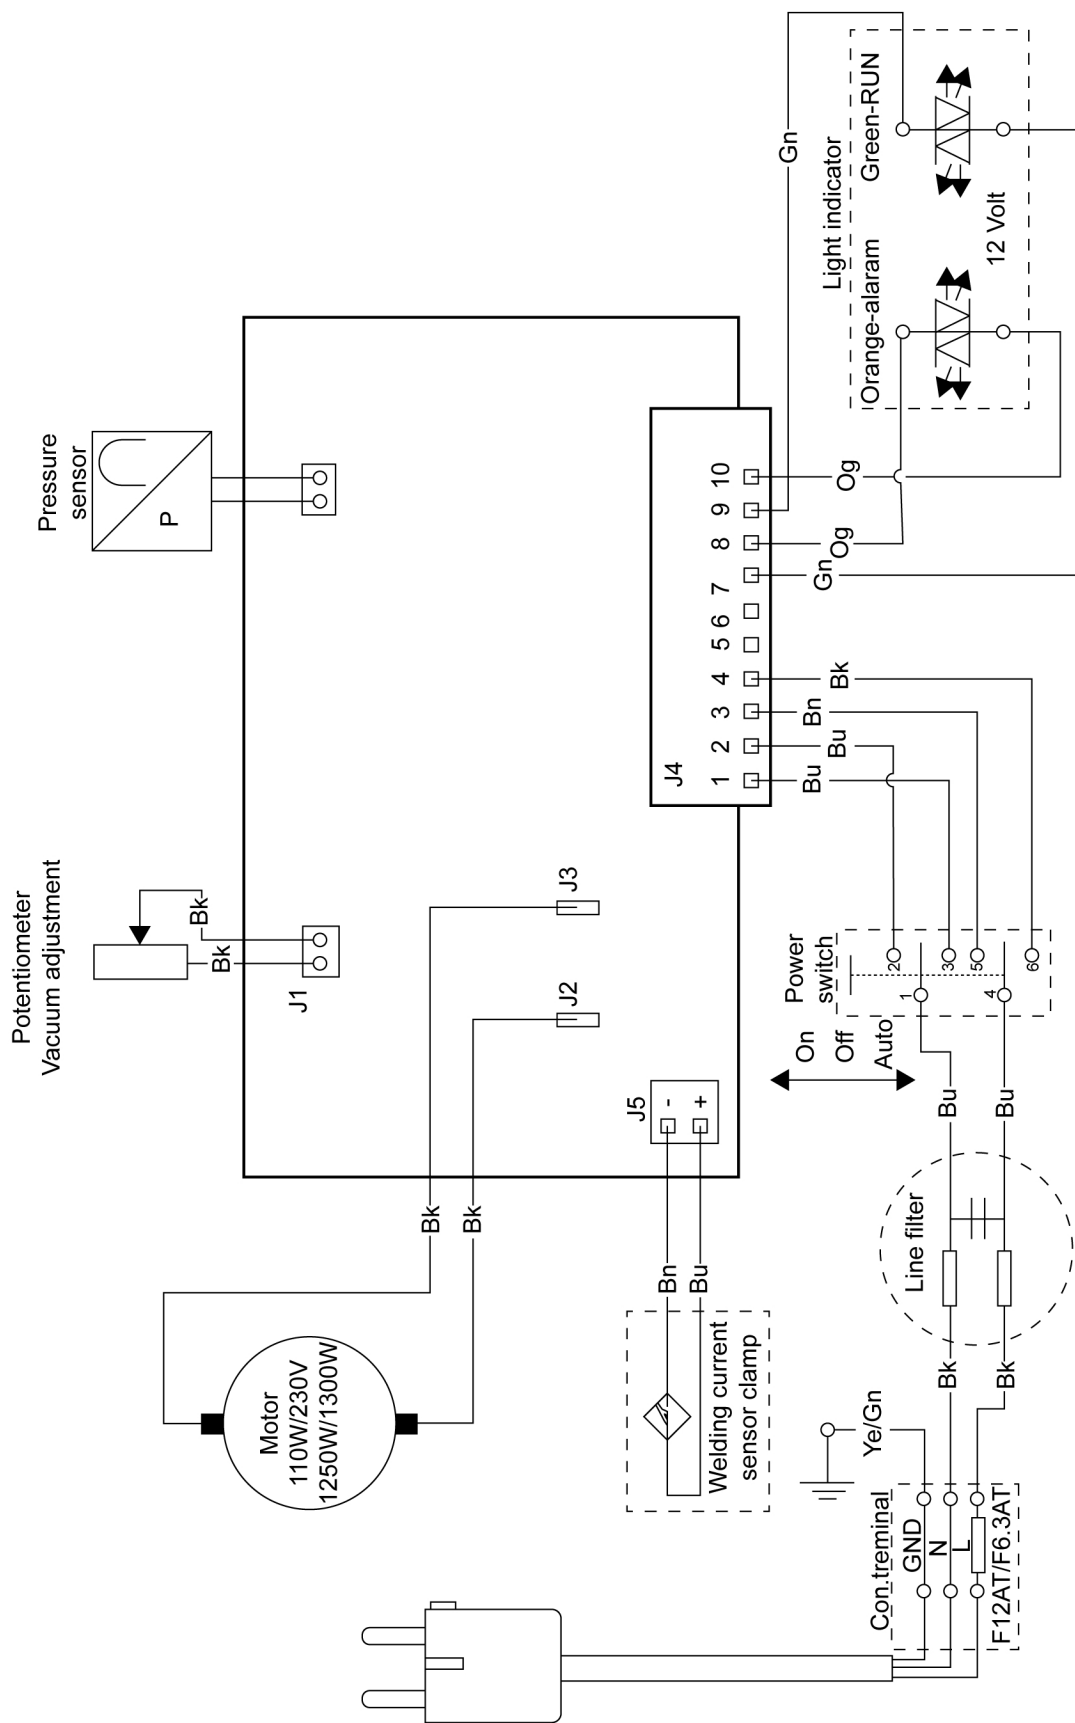 Potentiometer
Vacuum adjustment
Bk
Bk
J1
Pressure
sensor
P
Motor
110W/230V
1250W/1300W
Bk
Bk
J2
J3
J5
-
+
Bn
Bu
Welding current
sensor clamp
J4
1
2
3
4
5
6
7
8
9
10
Bu
Bu
Bn
Bk
Gn
Og
Og
Gn
Light indicator
Orange-alaram
Green-RUN
12 Volt
Power
switch
On
Off
Auto
1
2
3
4
5
6
Bu
Bu
Line filter
Bk
Bk
Ye/Gn
Con.treminal
GND
N
L
F12AT/F6.3AT